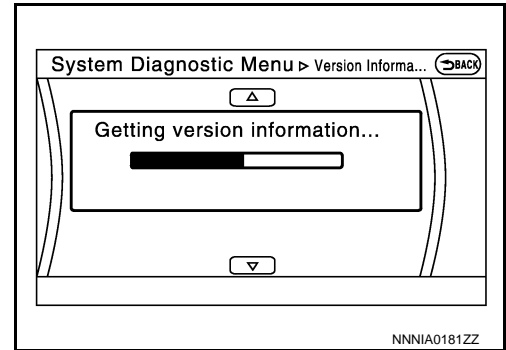 System Diagnostic Menu ▷ Version Informa... ⮌BACK
△
Getting version information...
▽
NNNIA0181ZZ